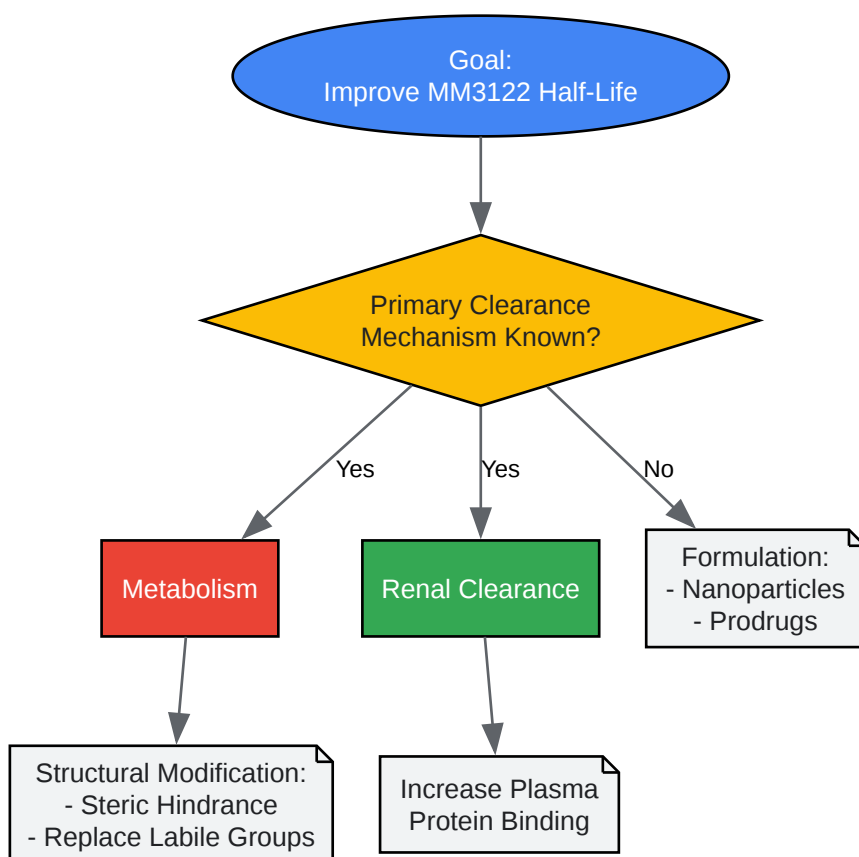 Goal:
Improve MM3122 Half-Life
Primary Clearance
Mechanism Known?
Yes
Yes
No
Metabolism
Renal Clearance
Formulation:
- Nanoparticles
- Prodrugs
Structural Modification:
- Steric Hindrance
- Replace Labile Groups
Increase Plasma
Protein Binding